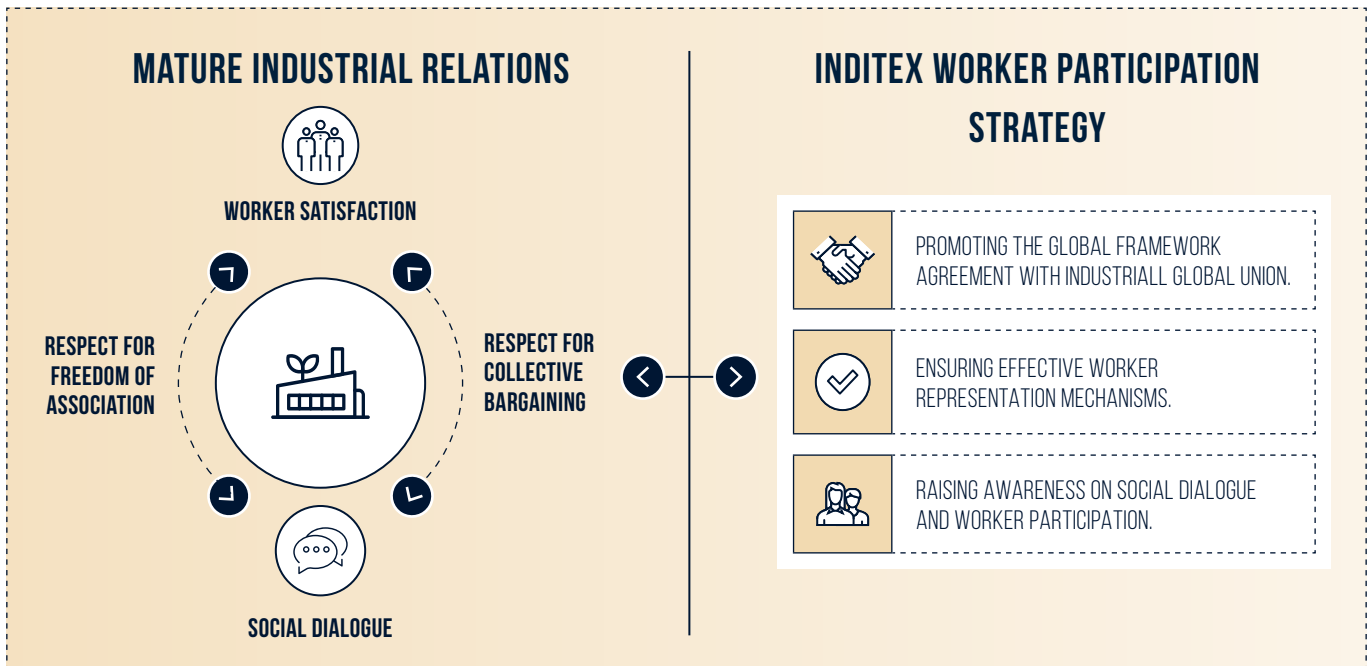 MATURE INDUSTRIAL RELATIONS
WORKER SATISFACTION
RESPECT FOR
FREEDOM OF
ASSOCIATION
RESPECT FOR
COLLECTIVE
BARGAINING
SOCIAL DIALOGUE
INDITEX WORKER PARTICIPATION
STRATEGY
PROMOTING THE GLOBAL FRAMEWORK
AGREEMENT WITH INDUSTRIALL GLOBAL UNION.
ENSURING EFFECTIVE WORKER
REPRESENTATION MECHANISMS.
RAISING AWARENESS ON SOCIAL DIALOGUE
AND WORKER PARTICIPATION.